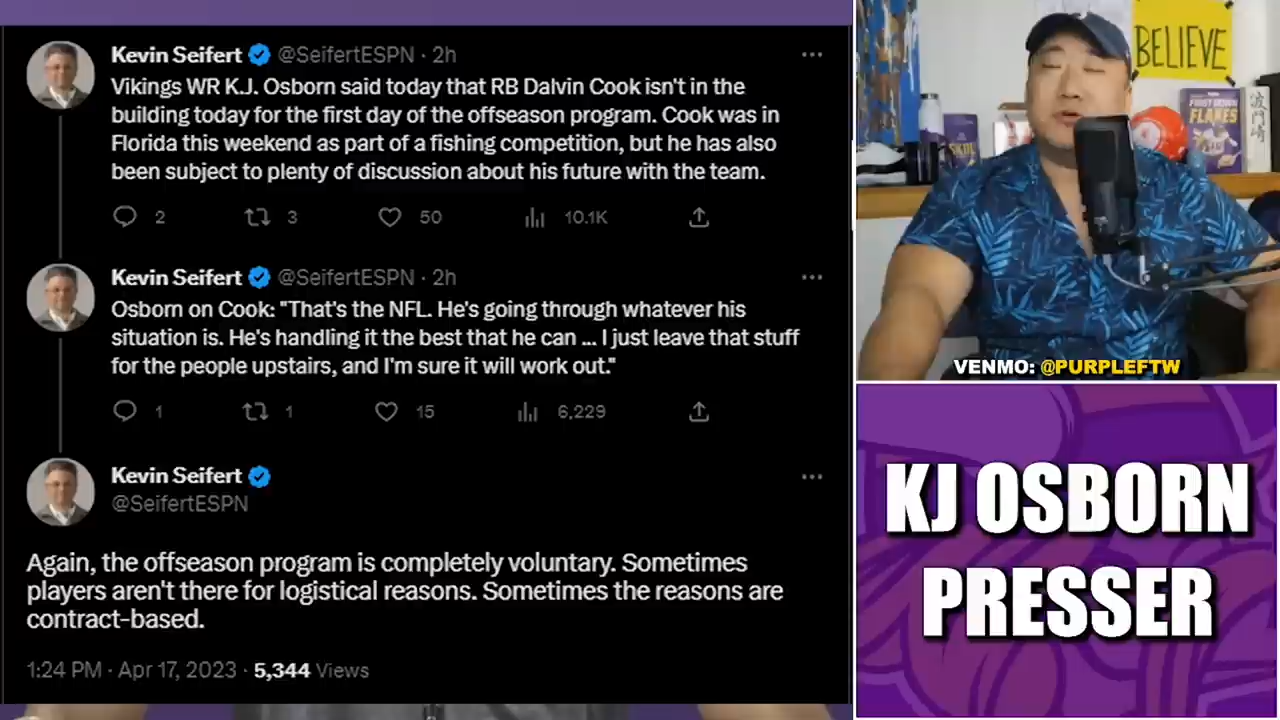 Kevin Seifert @SeifertESPN · 2h
Vikings WR K.J. Osborn said today that RB Dalvin Cook isn't in the
building today for the first day of the offseason program. Cook was in
Florida this weekend as part of a fishing competition, but he has also
been subject to plenty of discussion about his future with the team.
2 3 50 10.1K
Kevin Seifert @SeifertESPN · 2h
Osborn on Cook: "That's the NFL. He's going through whatever his
situation is. He's handling it the best that he can ... I just leave that stuff
for the people upstairs, and I'm sure it will work out."
1 1 15 6,229
Kevin Seifert
@SeifertESPN
Again, the offseason program is completely voluntary. Sometimes
players aren't there for logistical reasons. Sometimes the reasons are
contract-based.
1:24 PM · Apr 17, 2023 · 5,344 Views
BELIEVE
FIRST DOWN
FLAKES
SKOL
波門崎
VENMO: @PURPLEFTW
KJ OSBORN
PRESSER